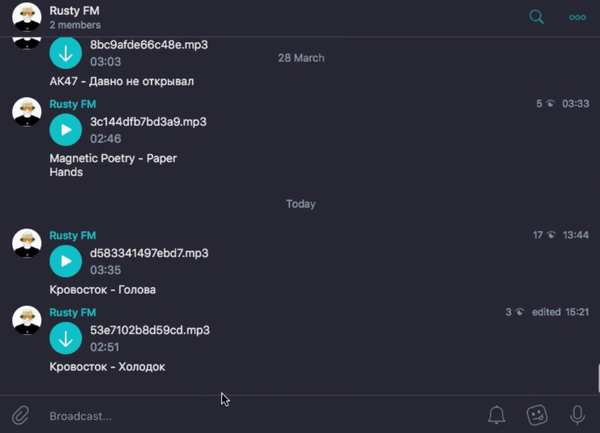 Rusty FM
2 members
8bc9afde66c48e.mp3
03:03
28 March
АК47 - Давно не открывал
Rusty FM
5 03:33
3c144dfb7bd3a9.mp3
02:46
Magnetic Poetry - Paper
Hands
Today
Rusty FM
17 13:44
d583341497ebd7.mp3
03:35
Кровосток - Голова
Rusty FM
3 edited 15:21
53e7102b8d59cd.mp3
02:51
Кровосток - Холодок
Broadcast...